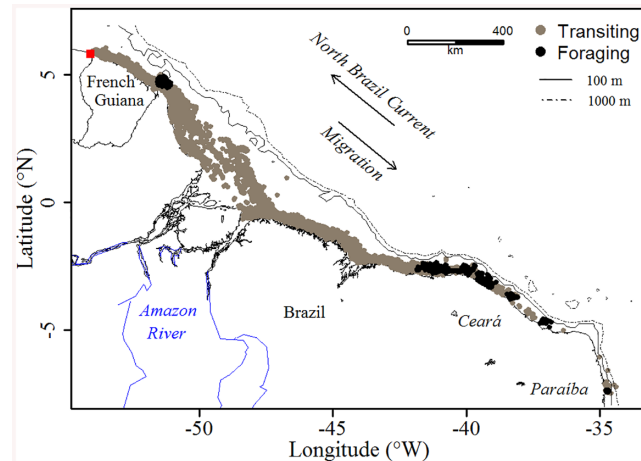 0 200 400
km
Transiting
Foraging
100 m
1000 m
North Brazil Current
Migration
French
Guiana
Amazon
River
Brazil
Ceará
Paraíba
5
0
-5
Latitude (°N)
-50
-45
-40
-35
Longitude (°W)